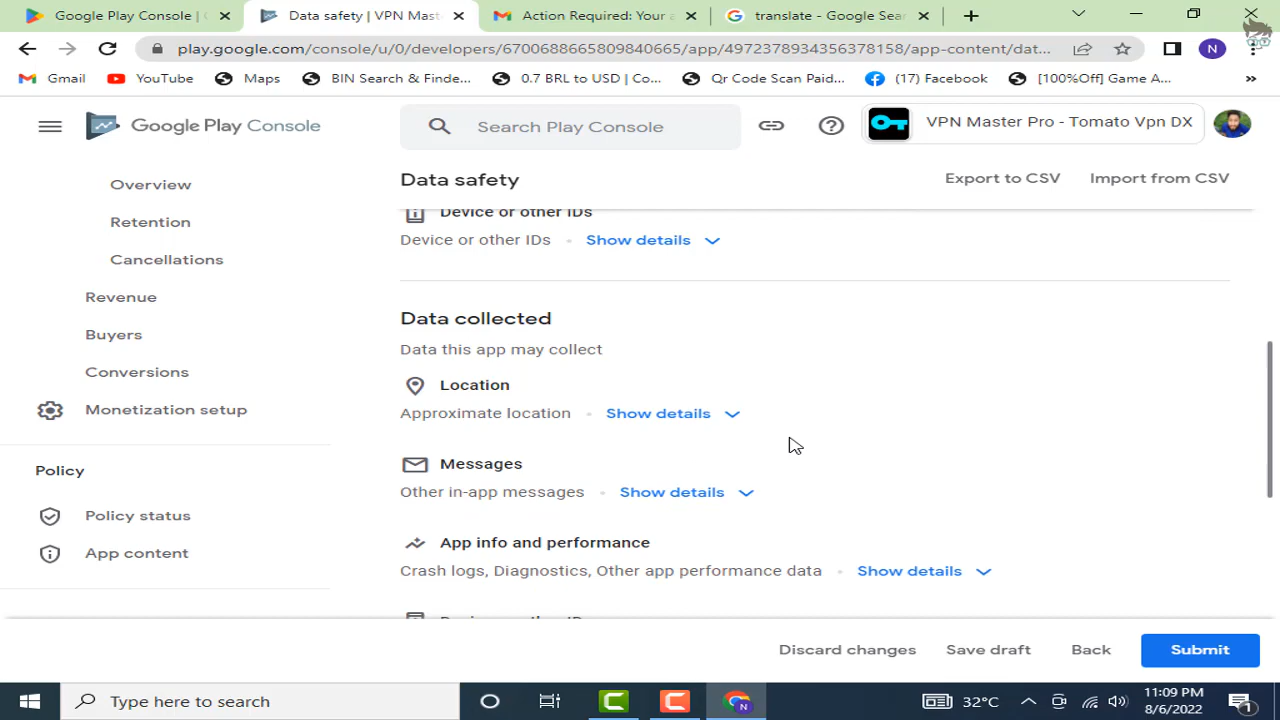 Google Play Console |
Data safety | VPN Mast
Action Required: Your a
translate - Google Sear
play.google.com/console/u/0/developers/6700688665809840665/app/4972378934356378158/app-content/dat...
N
Gmail
YouTube
Maps
BIN Search & Finde...
0.7 BRL to USD | Co...
Qr Code Scan Paid...
(17) Facebook
[100%Off] Game A...
»
Google Play Console
Search Play Console
VPN Master Pro - Tomato Vpn DX
Overview
Retention
Cancellations
Revenue
Buyers
Conversions
Monetization setup
Policy
Policy status
App content
Data safety
Export to CSV
Import from CSV
Device or other IDs
Device or other IDs • Show details
Data collected
Data this app may collect
Location
Approximate location • Show details
Messages
Other in-app messages • Show details
App info and performance
Crash logs, Diagnostics, Other app performance data • Show details
Discard changes
Save draft
Back
Submit
Type here to search
32°C
11:09 PM
8/6/2022
1